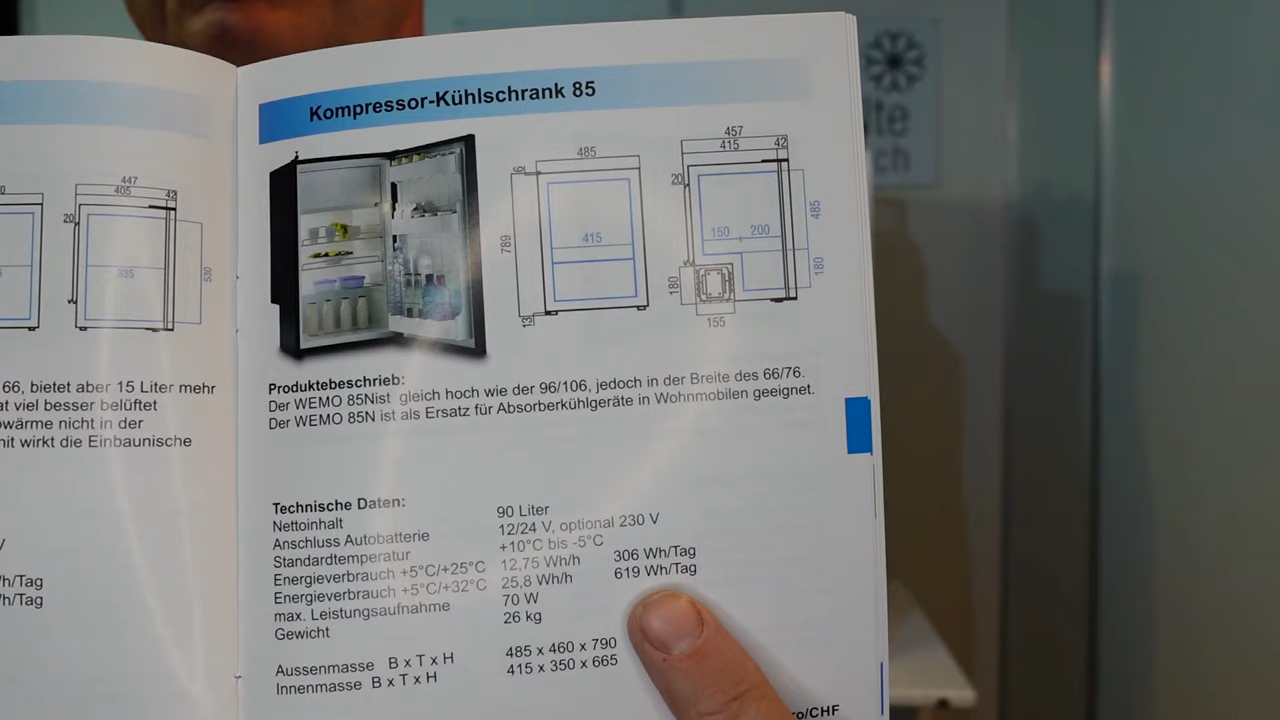 Kompressor-Kühlschrank 85
447
405
42
20
335
530
485
6
789
415
13
457
415
42
20
150
200
485
180
180
155
66, bietet aber 15 Liter mehr
at viel besser belüftet
wärme nicht in der
mit wirkt die Einbaunische
Wh/Tag
Wh/Tag
Produktebeschrieb:
Der WEMO 85Nist gleich hoch wie der 96/106, jedoch in der Breite des 66/76.
Der WEMO 85N ist als Ersatz für Absorberkühlgeräte in Wohnmobilen geeignet.
Technische Daten:
Nettoinhalt 90 Liter
Anschluss Autobatterie 12/24 V, optional 230 V
Standardtemperatur +10°C bis -5°C
Energieverbrauch +5°C/+25°C 12,75 Wh/h 306 Wh/Tag
Energieverbrauch +5°C/+32°C 25,8 Wh/h 619 Wh/Tag
max. Leistungsaufnahme 70 W
Gewicht 26 kg
Aussenmasse B x T x H 485 x 460 x 790
Innenmasse B x T x H 415 x 350 x 665
ro/CHF
lte
ch